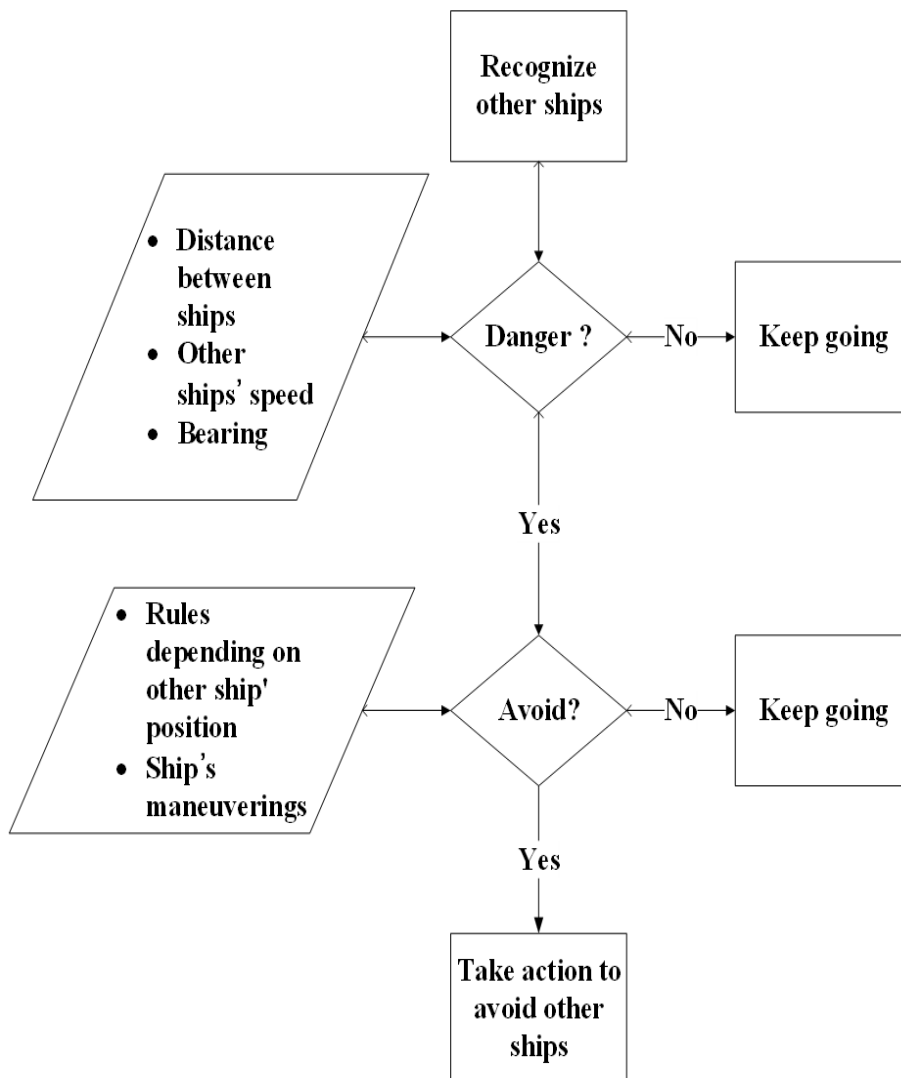 Recognize
other ships
• Distance
between
ships
• Other
ships' speed
• Bearing
Danger ?
No
Keep going
Yes
• Rules
depending on
other ship'
position
• Ship's
maneuverings
Avoid?
No
Keep going
Yes
Take action to
avoid other
ships